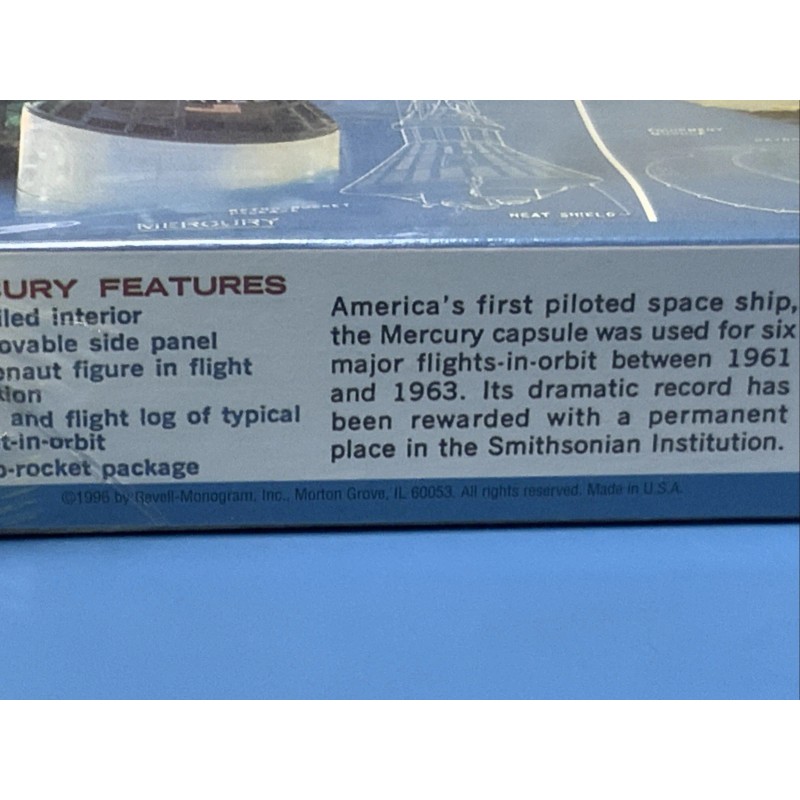 MERCURY
HEAT SHIELD
URY FEATURES
iled interior
ovable side panel
onaut figure in flight
tion
and flight log of typical
t-in-orbit
o-rocket package
America's first piloted space ship,
the Mercury capsule was used for six
major flights-in-orbit between 1961
and 1963. Its dramatic record has
been rewarded with a permanent
place in the Smithsonian Institution.
©1996 by Revell-Monogram, Inc., Morton Grove, IL 60053. All rights reserved. Made in U.S.A.